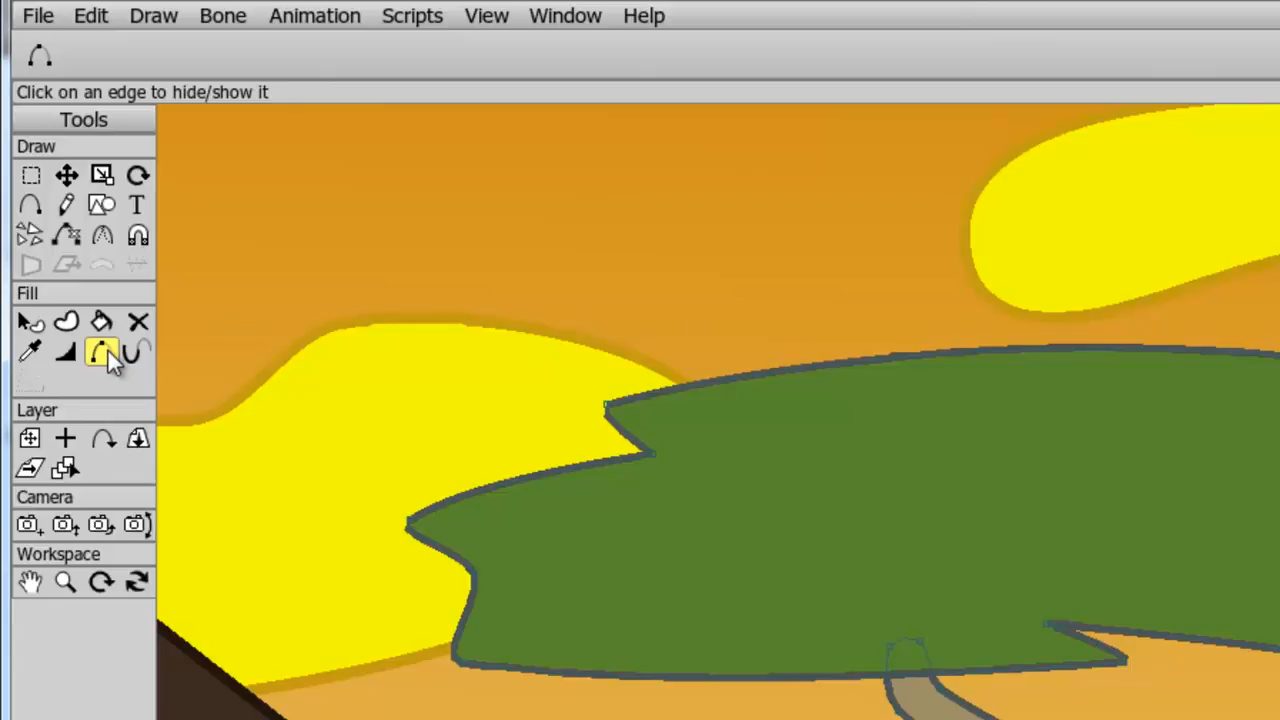 File Edit Draw Bone Animation Scripts View Window Help
Click on an edge to hide/show it
Tools
Draw
T
Fill
Layer
Camera
Workspace